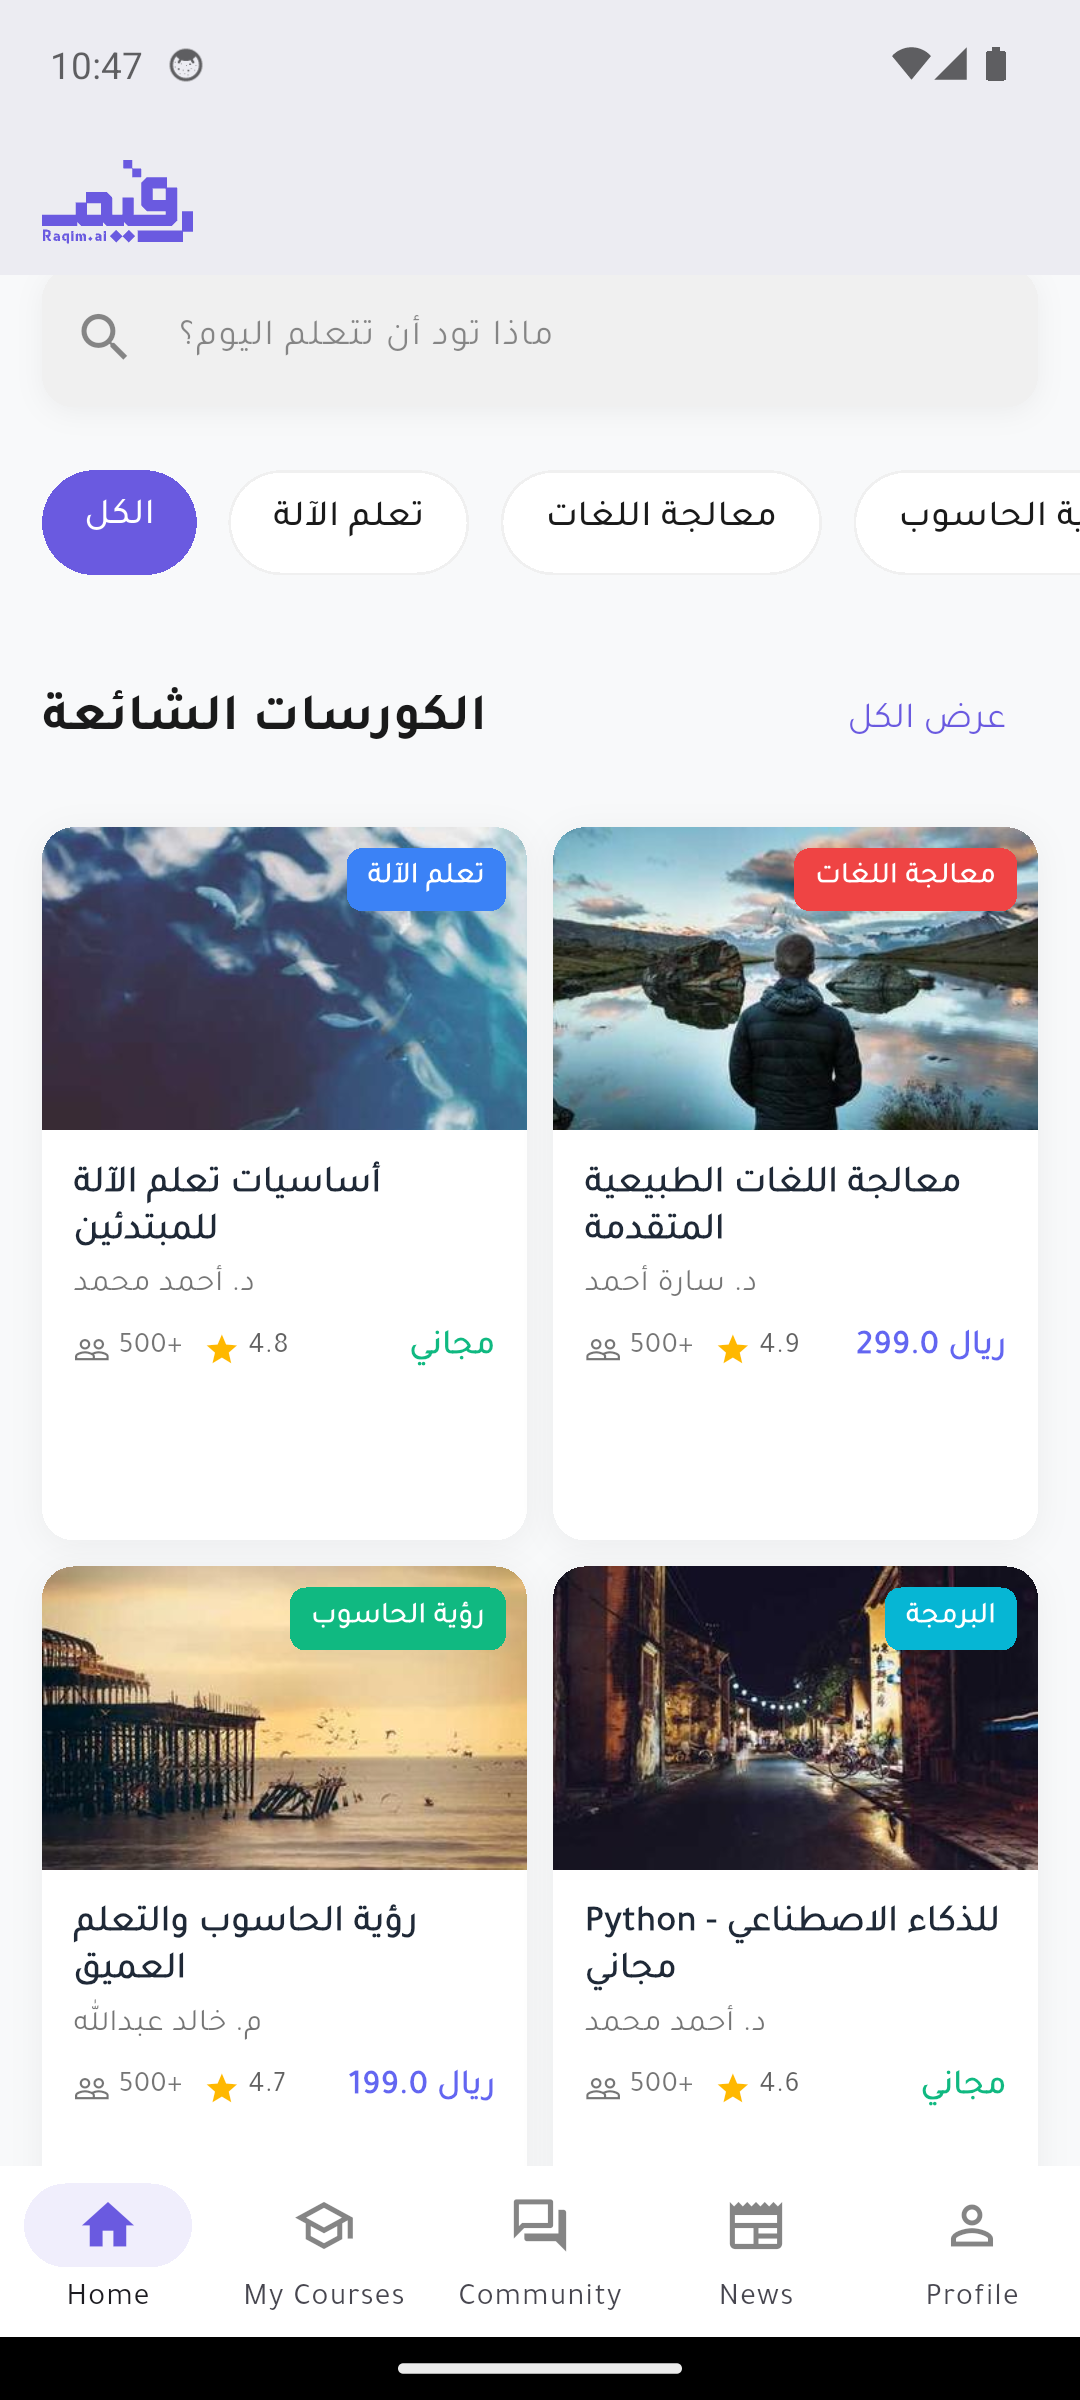 10:47
رقيم
Raqim.ai
ماذا تود أن تتعلم اليوم؟
الكل
تعلم الآلة
معالجة اللغات
ية الحاسوب
الكورسات الشائعة
عرض الكل
تعلم الآلة
أساسيات تعلم الآلة
للمبتدئين
د. أحمد محمد
500+ 4.8 مجاني
معالجة اللغات
معالجة اللغات الطبيعية
المتقدمة
د. سارة أحمد
500+ 4.9 299.0 ريال
رؤية الحاسوب
رؤية الحاسوب والتعلم
العميق
م. خالد عبدالله
500+ 4.7 199.0 ريال
البرمجة
Python - للذكاء الاصطناعي
مجاني
د. أحمد محمد
500+ 4.6 مجاني
Home
My Courses
Community
News
Profile